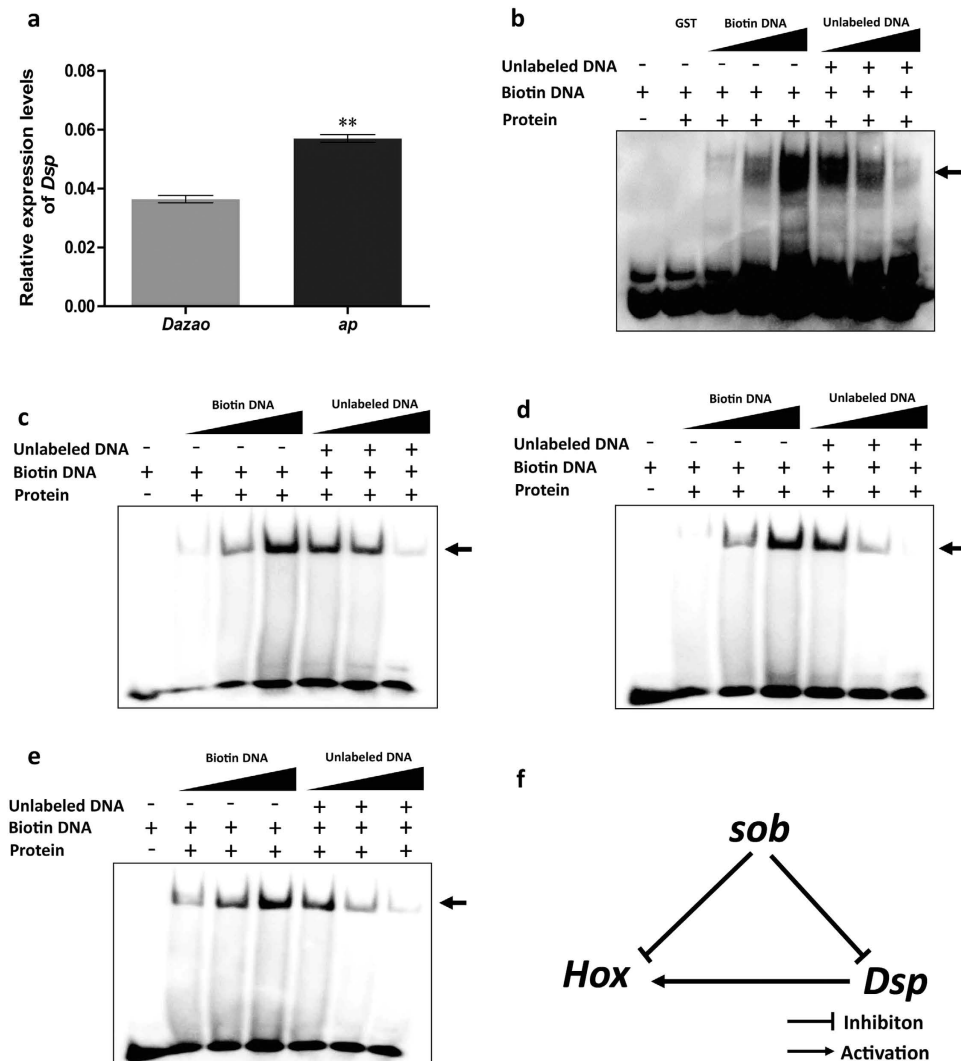 a
Relative expression levels
of Dsp
0.08
0.06
0.04
0.02
0.00
**
Dazao
ap
b
GST Biotin DNA Unlabeled DNA
Unlabeled DNA - - - - - + + +
Biotin DNA + + + + + + + +
Protein - + + + + + + +
c
Biotin DNA Unlabeled DNA
Unlabeled DNA - - - - + + +
Biotin DNA + + + + + + +
Protein - + + + + + +
d
Biotin DNA Unlabeled DNA
Unlabeled DNA - - - - + + +
Biotin DNA + + + + + + +
Protein - + + + + + +
e
Biotin DNA Unlabeled DNA
Unlabeled DNA - - - - + + +
Biotin DNA + + + + + + +
Protein - + + + + + +
f
sob
Hox
Dsp
Inhibiton
Activation